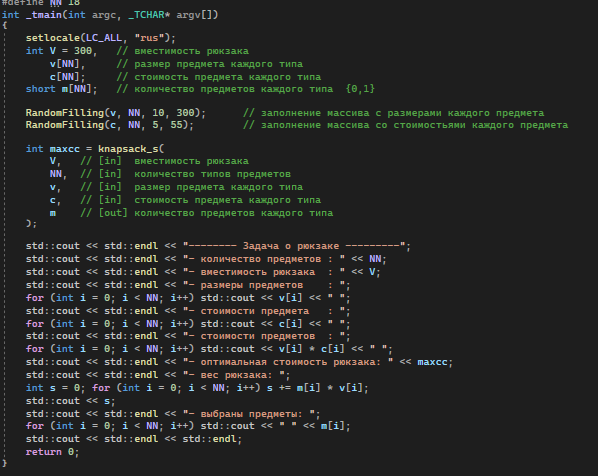 #define NN 18
int _tmain(int argc, _TCHAR* argv[])
{
setlocale(LC_ALL, "rus");
int V = 300,   // вместимость рюкзака
v[NN],     // размер предмета каждого типа
c[NN];     // стоимость предмета каждого типа
short m[NN];   // количество предметов каждого типа  {0,1}
RandomFilling(v, NN, 10, 300);      // заполнение массива с размерами каждого предмета
RandomFilling(c, NN, 5, 55);        // заполнение массива со стоимостьями каждого предмета
int maxcc = knapsack_s(
V,   // [in]  вместимость рюкзака
NN,  // [in]  количество типов предметов
v,   // [in]  размер предмета каждого типа
c,   // [in]  стоимость предмета каждого типа
m    // [out] количество предметов каждого типа
);
std::cout << std::endl << "-------- Задача о рюкзаке ---------";
std::cout << std::endl << "- количество предметов : " << NN;
std::cout << std::endl << "- вместимость рюкзака  : " << V;
std::cout << std::endl << "- размеры предметов    : ";
for (int i = 0; i < NN; i++) std::cout << v[i] << " ";
std::cout << std::endl << "- стоимости предмета   : ";
for (int i = 0; i < NN; i++) std::cout << c[i] << " ";
std::cout << std::endl << "- стоимости предметов  : ";
for (int i = 0; i < NN; i++) std::cout << v[i] * c[i] << " ";
std::cout << std::endl << "- оптимальная стоимость рюкзака: " << maxcc;
std::cout << std::endl << "- вес рюкзака: ";
int s = 0; for (int i = 0; i < NN; i++) s += m[i] * v[i];
std::cout << s;
std::cout << std::endl << "- выбраны предметы: ";
for (int i = 0; i < NN; i++) std::cout << " " << m[i];
std::cout << std::endl << std::endl;
return 0;
}